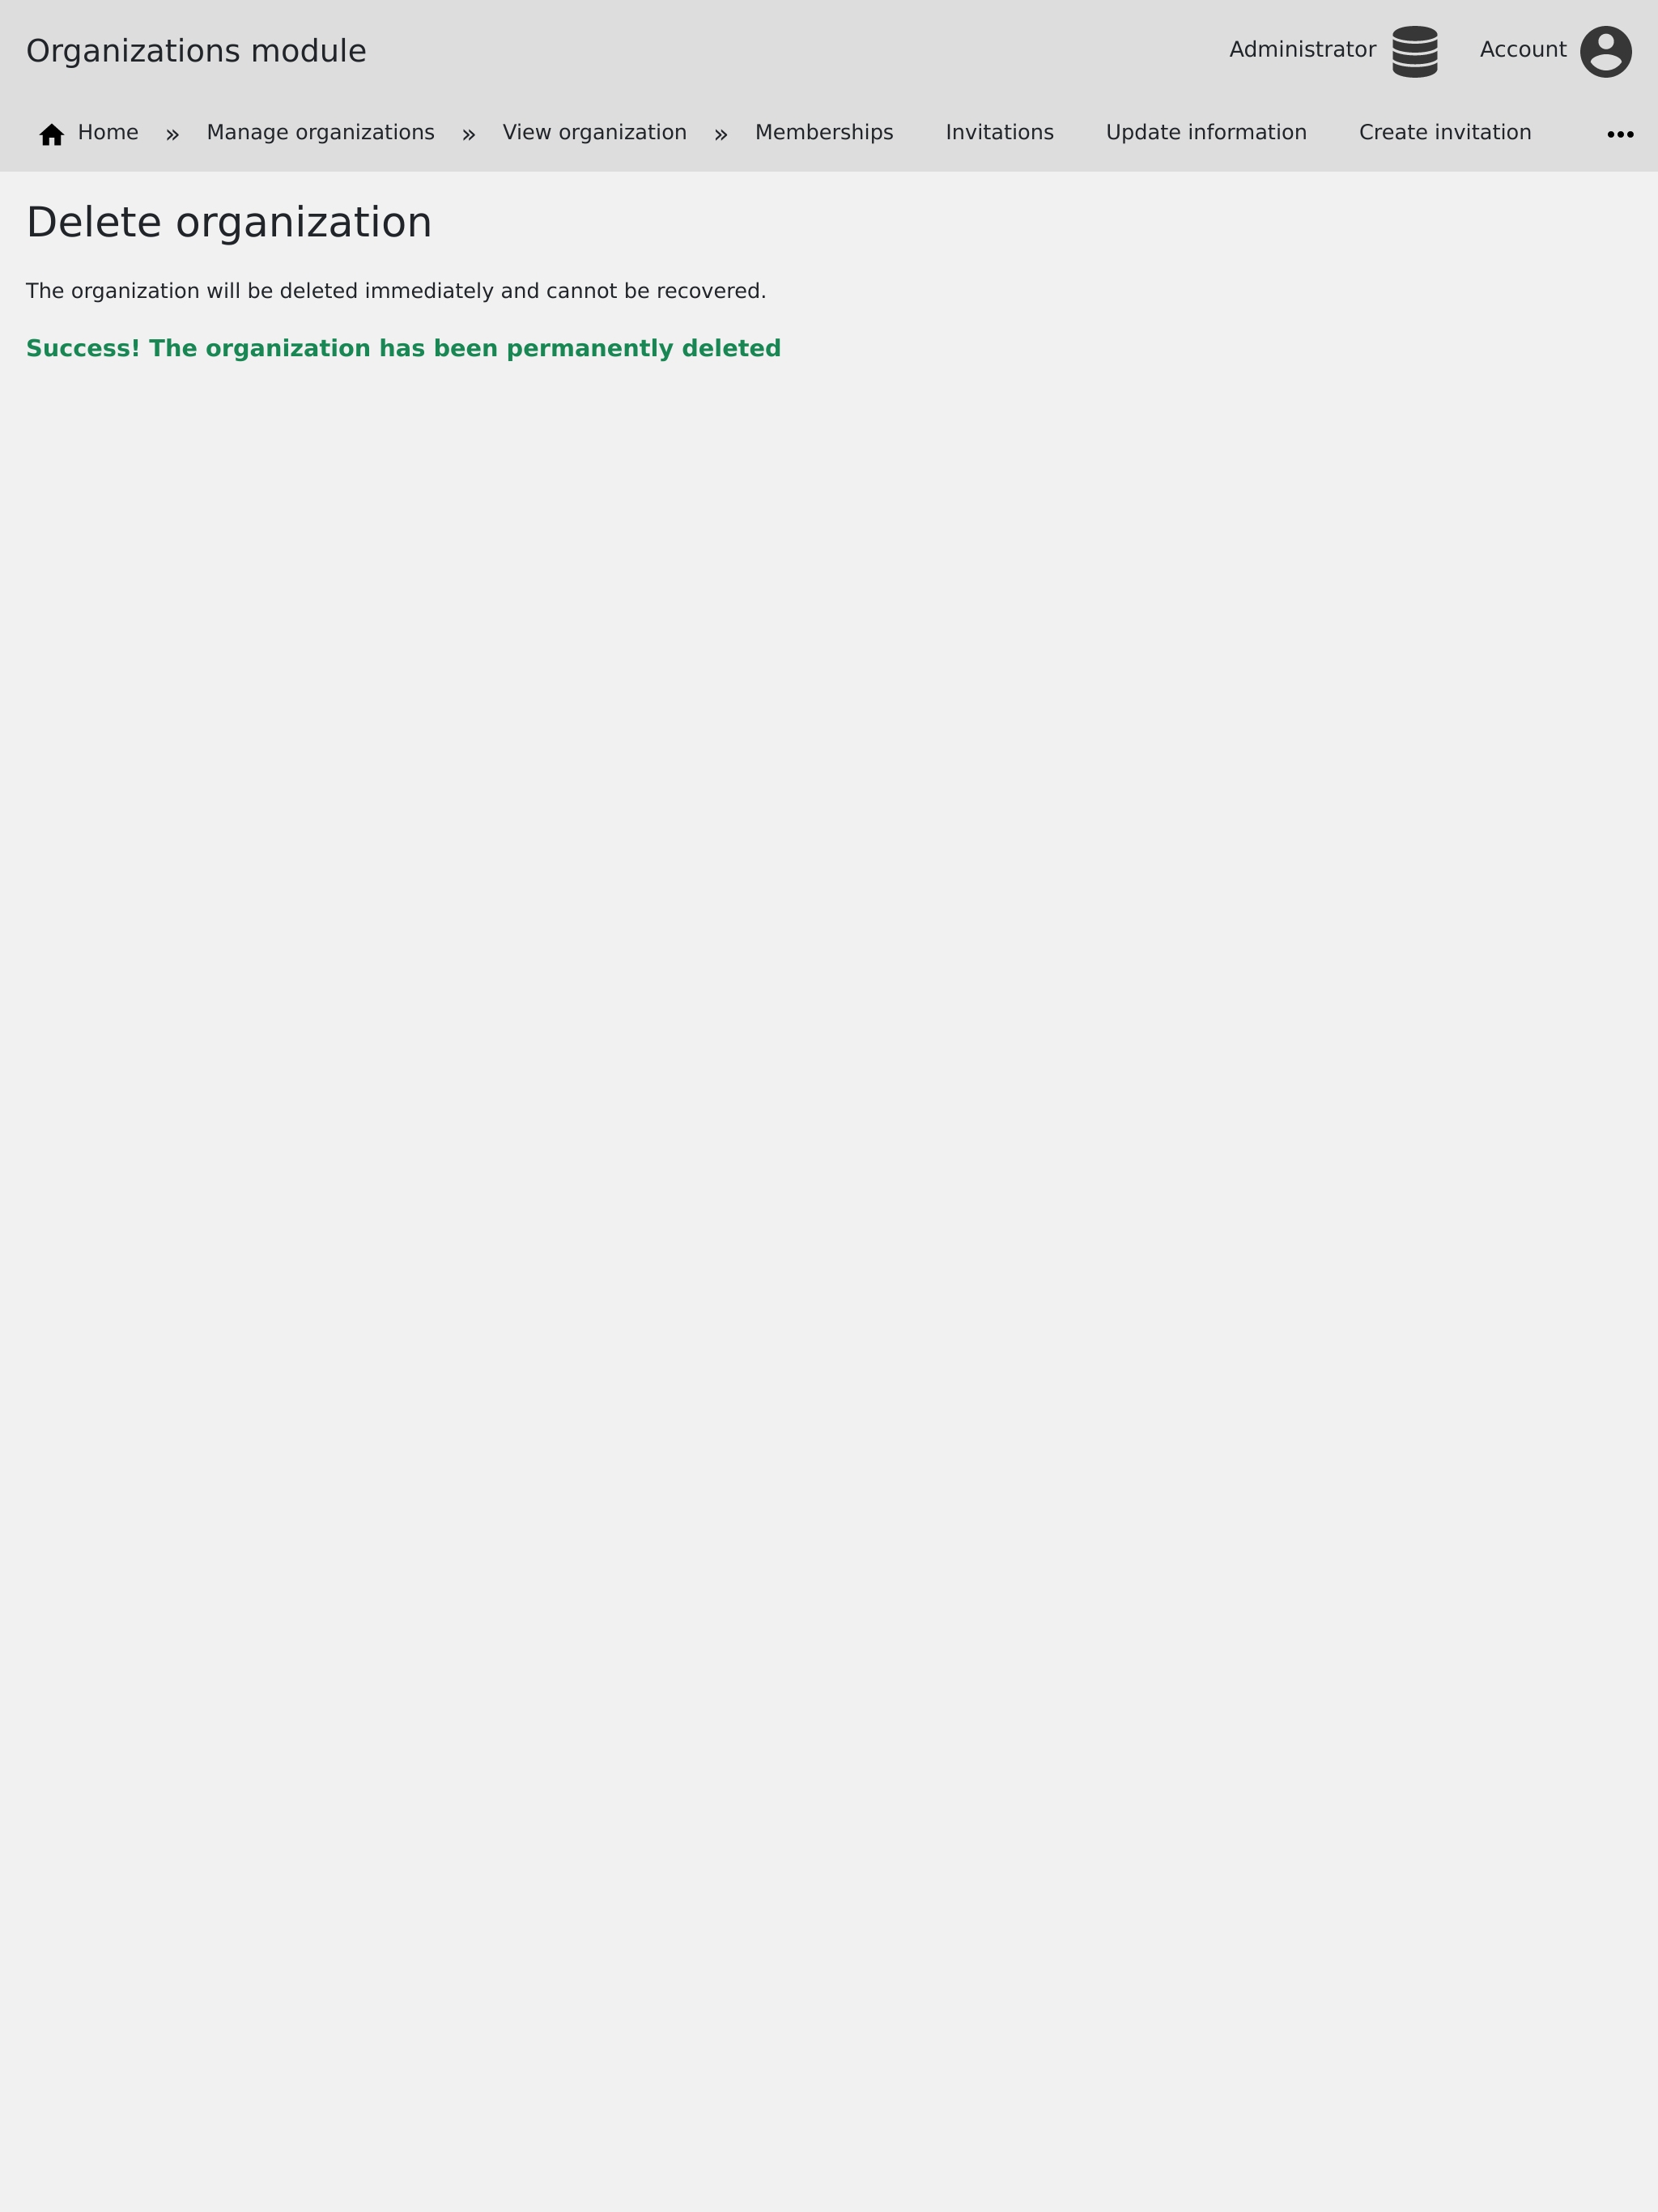 Organizations module
Administrator
Account
Home » Manage organizations » View organization » Memberships Invitations Update information Create invitation
Delete organization
The organization will be deleted immediately and cannot be recovered.
Success! The organization has been permanently deleted